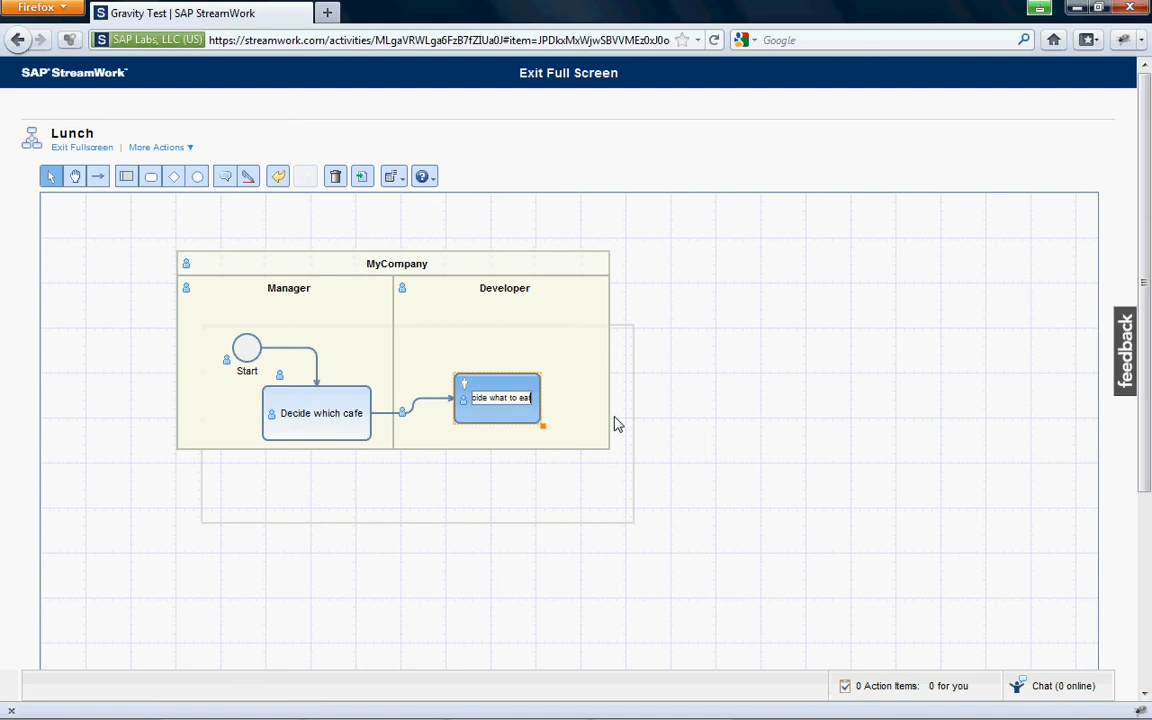 Firefox
Gravity Test | SAP StreamWork
SAP Labs, LLC (US)
https://streamwork.com/activities/MLgaVRWLga6FzB7fZIUa0J#item=JPDkxMxWjwSBVVMEz0xJ0o
Google
SAP StreamWork
Exit Full Screen
Lunch
Exit Fullscreen | More Actions
MyCompany
Manager
Developer
Start
Decide which cafe
cide what to eat
feedback
0 Action Items: 0 for you
Chat (0 online)